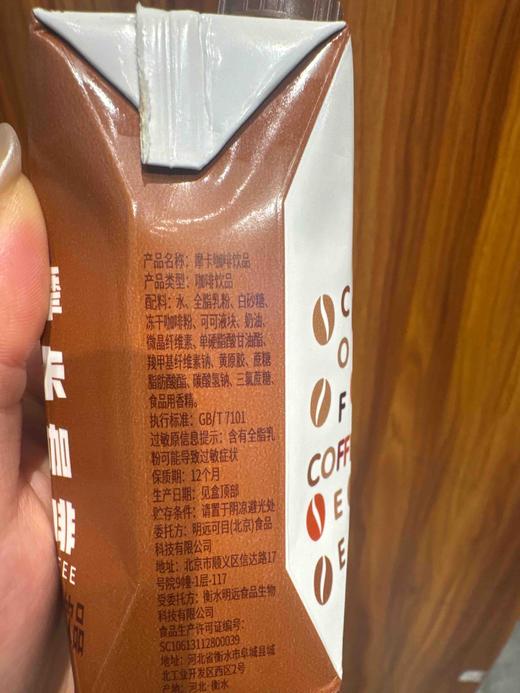 摩
卡
咖
啡
产品名称：摩卡咖啡饮品
产品类型：咖啡饮品
配料：水、全脂乳粉、白砂糖、
冻干咖啡粉、可可液块、奶油、
微晶纤维素、单硬脂酸甘油酯、
羧甲基纤维素钠、黄原胶、蔗糖
脂肪酸酯、碳酸氢钠、三氯蔗糖、
食品用香精。
执行标准：GB/T 7101
过敏原信息提示：含有全脂乳
粉可能导致过敏症状
保质期：12个月
生产日期：见盒顶部
贮存条件：请置于阴凉避光处
委托方：明远可目(北京)食品
科技有限公司
地址：北京市顺义区信达路17
号院9幢-1层-117
受委托方：衡水明远食品生物
科技有限公司
食品生产许可证编号：
SC10613112800039
地址：河北省衡水市阜城县城
北工业开发区西区2号
产地：河北·衡水
C
O
F
COFF
E
E